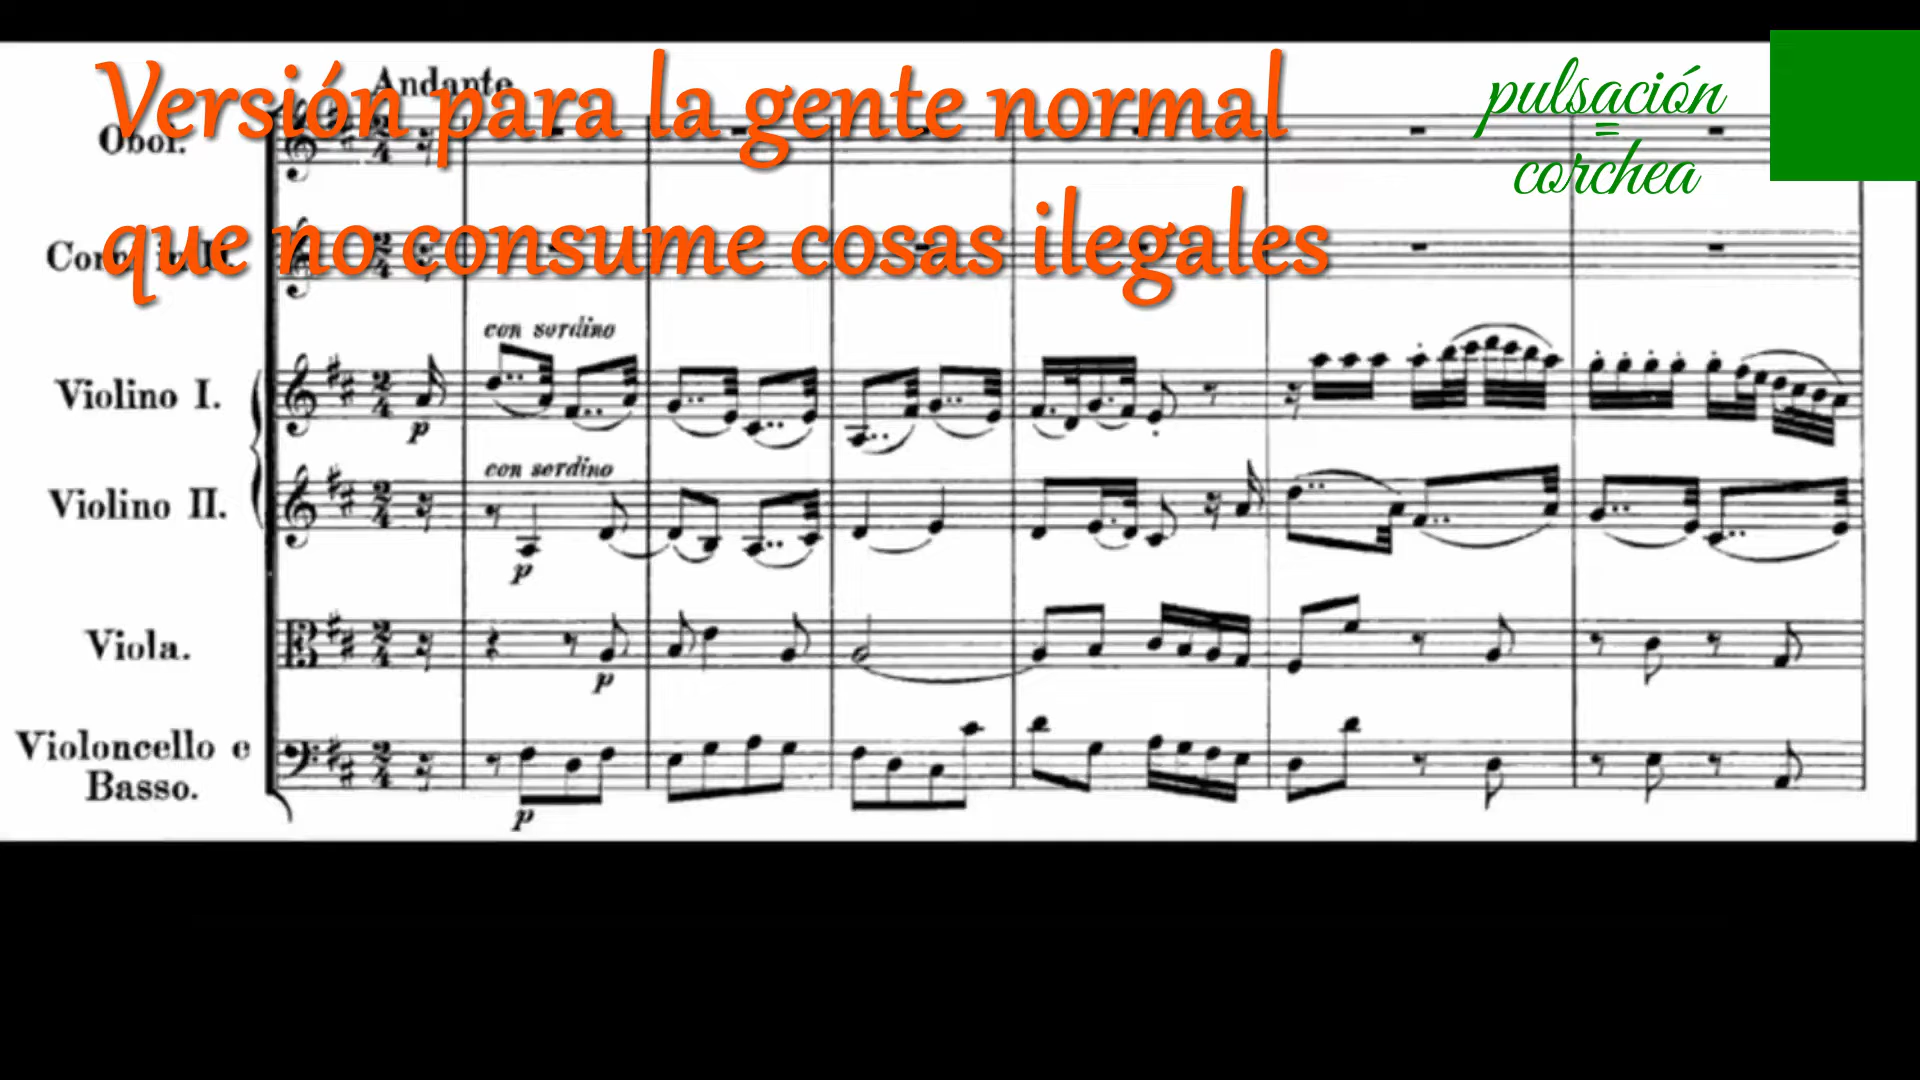 Versión para la gente normal
que no consume cosas ilegales
pulsación
=
corchea
Andante
Oboi.
con sordino
Violino I.
p
con sordino
Violino II.
p
Viola.
p
Violoncello e
Basso.
p